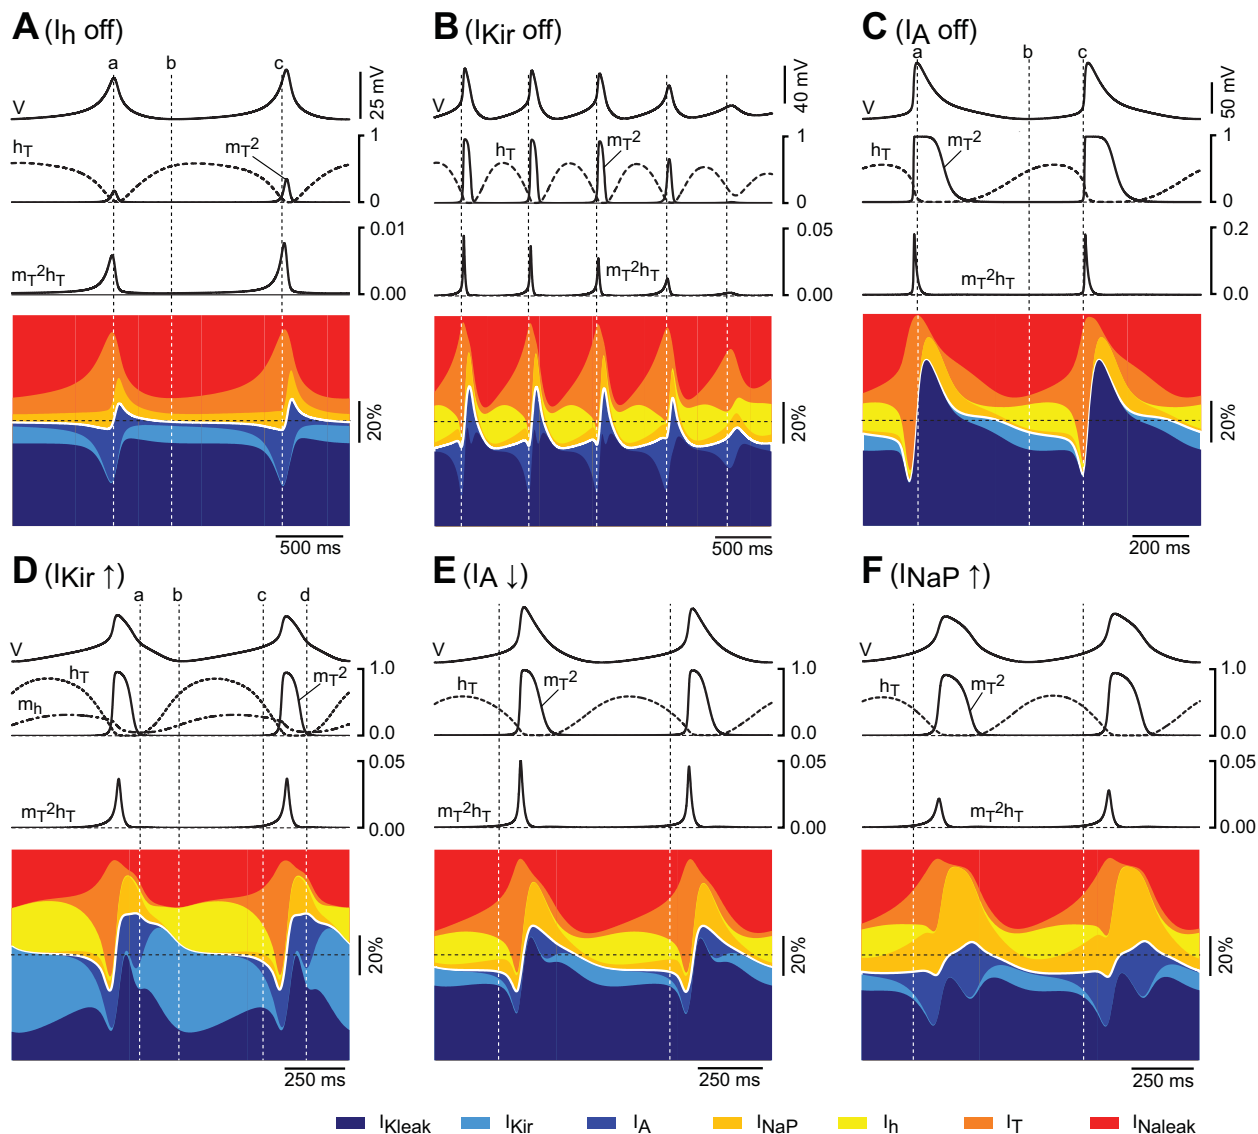 A (Ih off)
a b c
V
25 mV
hT
mT2
1
0
mT2hT
0.01
0.00
20%
500 ms
B (IKir off)
V
40 mV
hT
mT2
1
0
mT2hT
0.05
0.00
20%
500 ms
C (IA off)
a b c
V
50 mV
hT
mT2
1
0
mT2hT
0.2
0.00
20%
200 ms
D (IKir ↑)
a b c d
V
hT
mT2
mh
1.0
0.0
mT2hT
0.05
0.00
20%
250 ms
E (IA ↓)
V
hT
mT2
1.0
0.0
mT2hT
0.05
0.00
20%
250 ms
F (INaP ↑)
V
hT
mT2
1.0
0.0
mT2hT
0.05
0.00
20%
250 ms
IKleak IKir IA INaP Ih IT INaleak